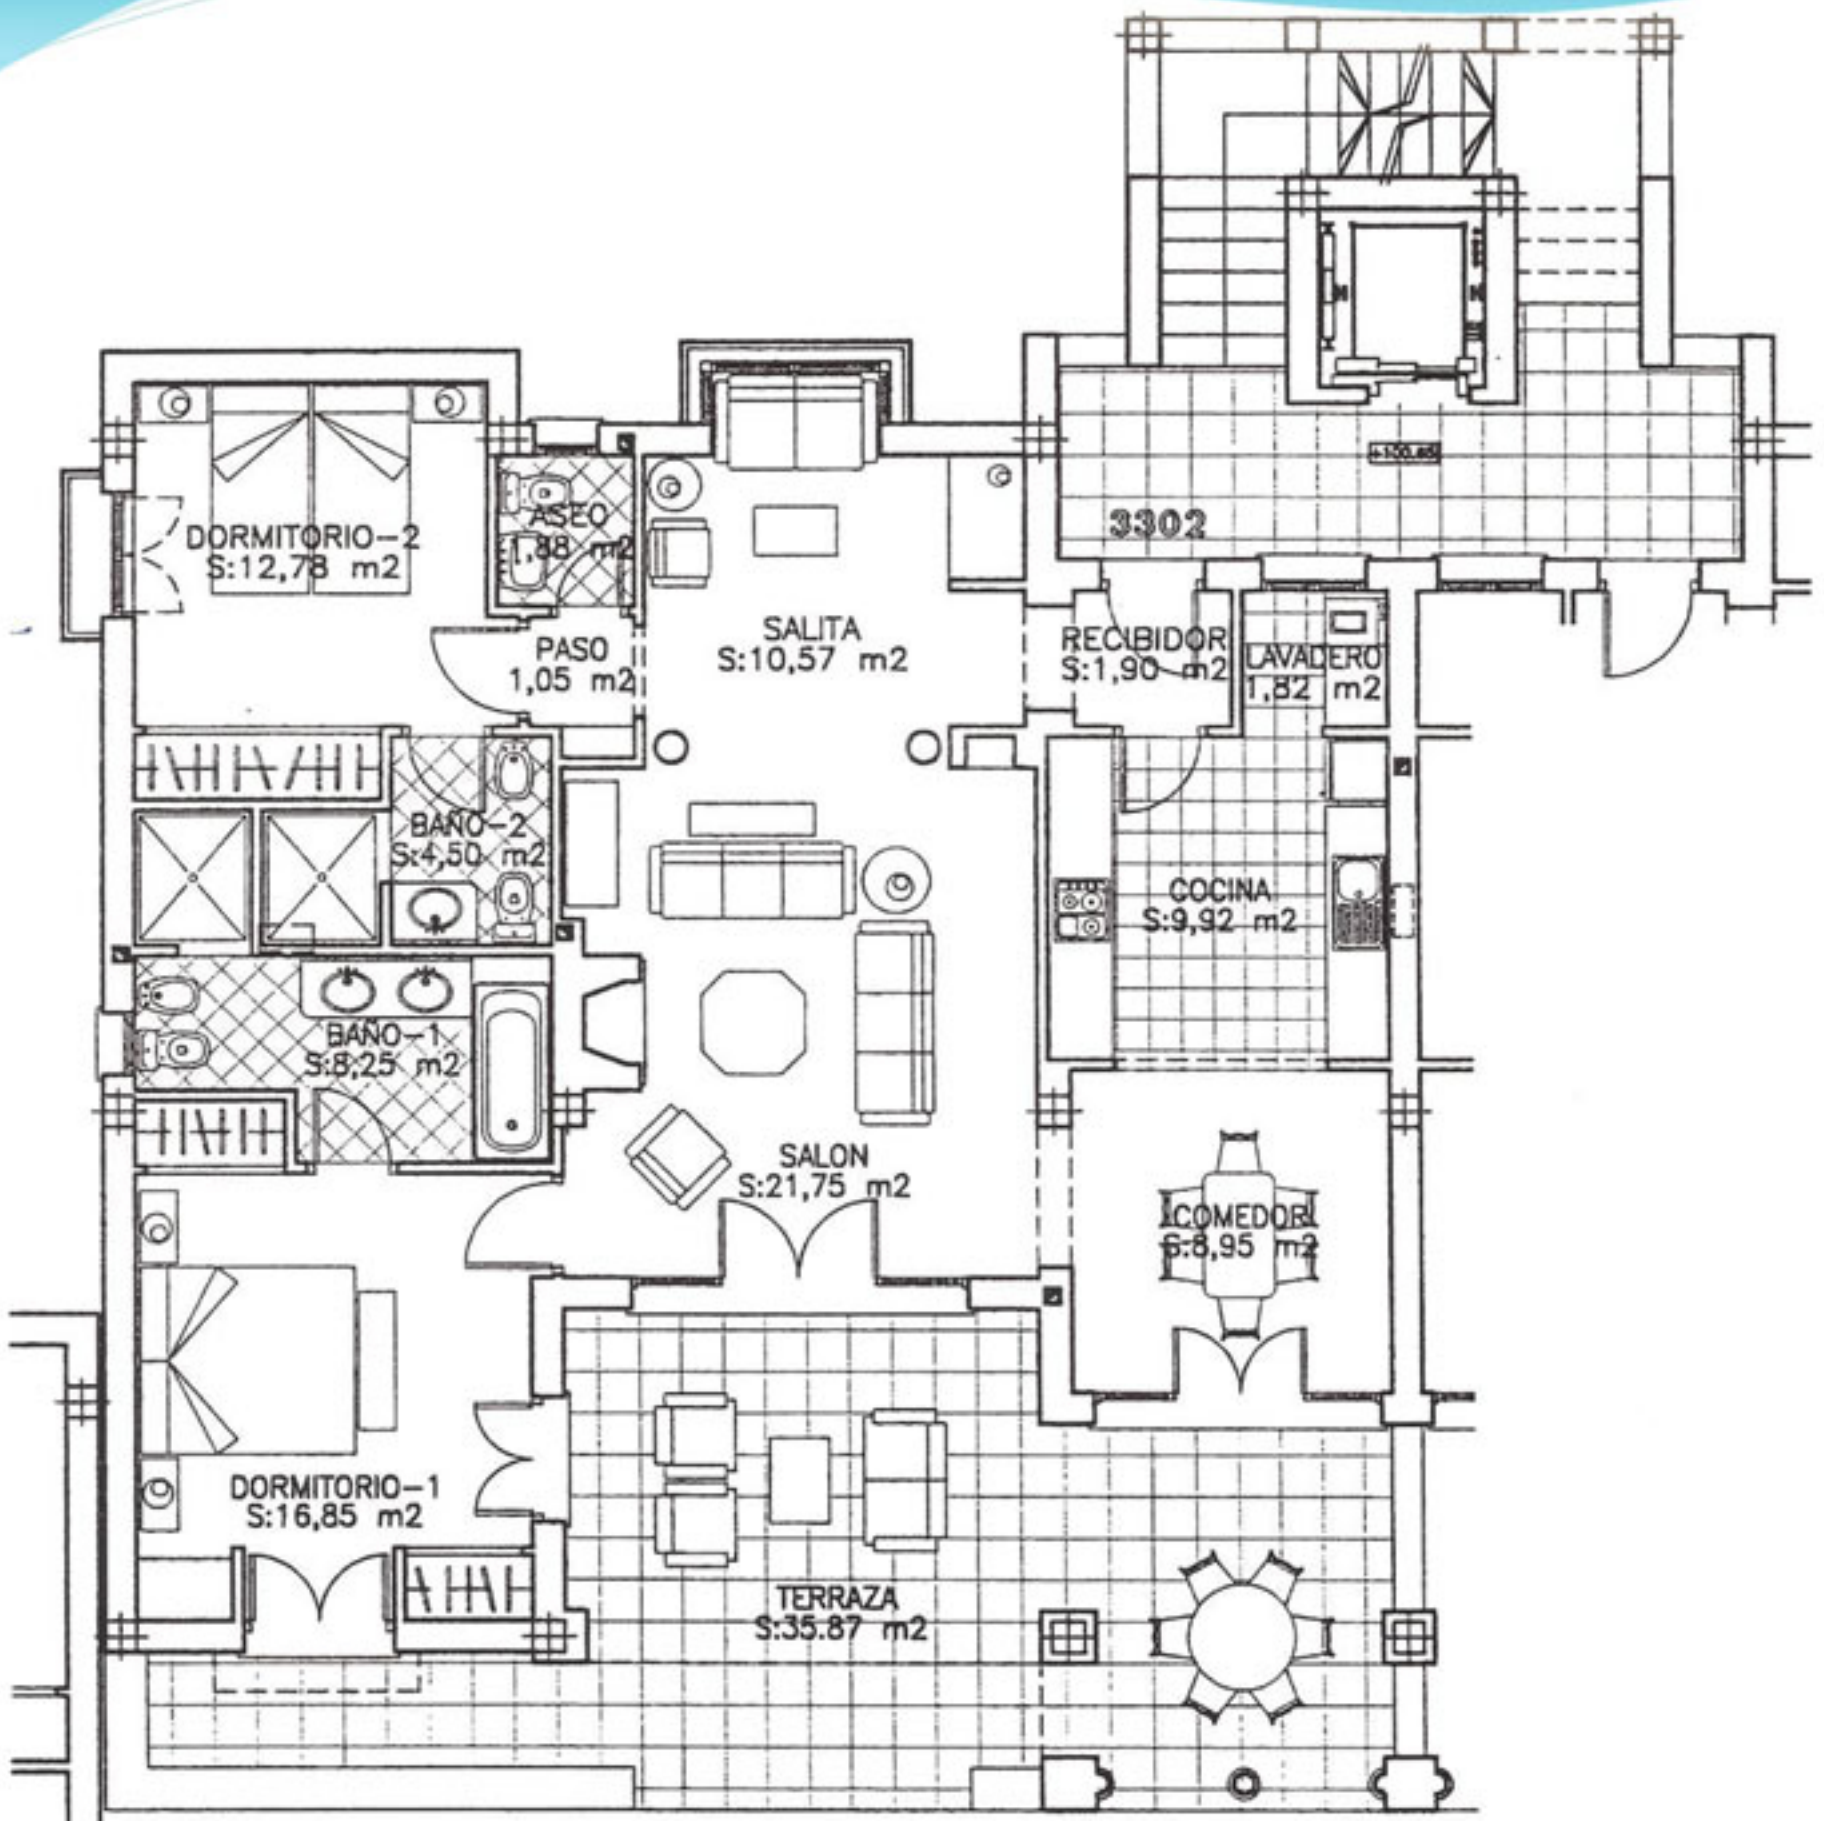 +100.65
3302
DORMITORIO-2
S:12,78 m2
ASEO
1,88 m2
PASO
1,05 m2
SALITA
S:10,57 m2
RECIBIDOR
S:1,90 m2
LAVADERO
1,82 m2
BAÑO-2
S:4,50 m2
COCINA
S:9,92 m2
BAÑO-1
S:8,25 m2
SALON
S:21,75 m2
COMEDOR
S:8,95 m2
DORMITORIO-1
S:16,85 m2
TERRAZA
S:35.87 m2